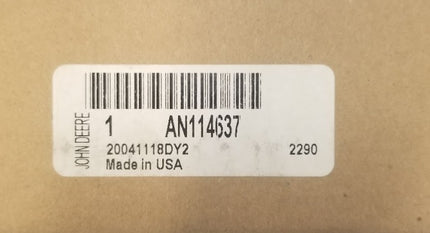 JOHN DEERE
1 AN114637
20041118DY2 2290
Made in USA